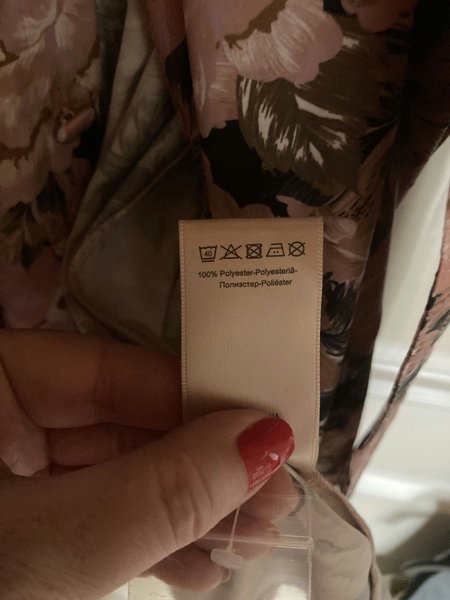 40
100% Polyester-Polyesteriä-
Полиэстер-Poliéster